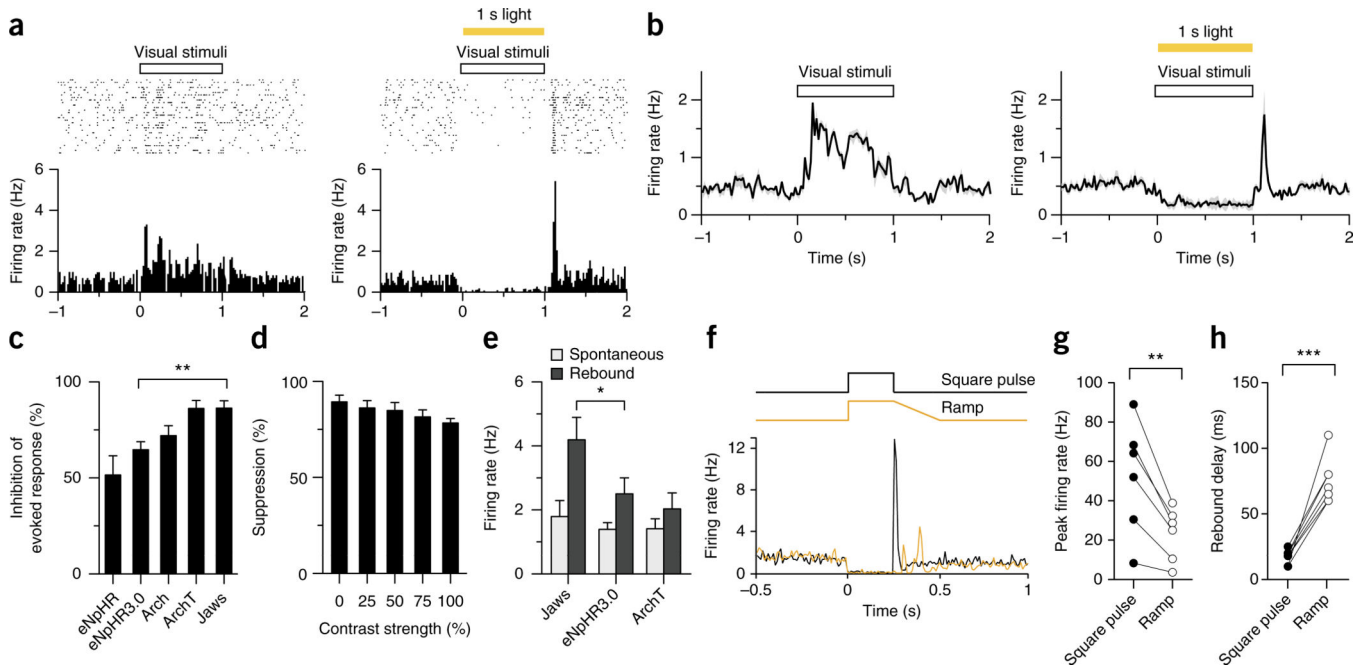 a
Visual stimuli
Firing rate (Hz)
6
4
2
0
−1 0 1 2
1 s light
Visual stimuli
Firing rate (Hz)
6
4
2
0
−1 0 1 2
b
Visual stimuli
Firing rate (Hz)
2
1
0
−1 0 1 2
Time (s)
1 s light
Visual stimuli
Firing rate (Hz)
2
1
0
−1 0 1 2
Time (s)
c
**
Inhibition of
evoked response (%)
100
50
0
eNpHR
eNpHR3.0
Arch
ArchT
Jaws
d
Suppression (%)
100
50
0
0 25 50 75 100
Contrast strength (%)
e
Spontaneous
Rebound
*
Firing rate (Hz)
6
4
2
0
Jaws
eNpHR3.0
ArchT
f
Square pulse
Ramp
Firing rate (Hz)
12
8
4
0
−0.5 0 0.5 1
Time (s)
g
**
Peak firing rate (Hz)
100
80
60
40
20
0
Square pulse
Ramp
h
***
Rebound delay (ms)
150
100
50
0
Square pulse
Ramp